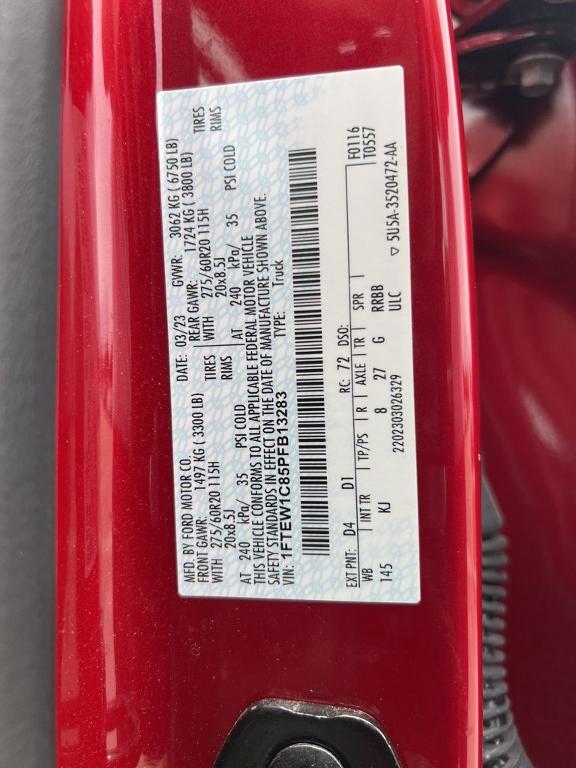 MFD. BY FORD MOTOR CO.
DATE: 03/23 GVWR: 3062 KG ( 6750 LB)
FRONT GAWR: 1497 KG ( 3300 LB) REAR GAWR: 1724 KG ( 3800 LB)
WITH 275/60R20 115H TIRES WITH 275/60R20 115H TIRES
20x8.5J RIMS 20x8.5J RIMS
AT 240 kPa/ 35 PSI COLD AT 240 kPa/ 35 PSI COLD
THIS VEHICLE CONFORMS TO ALL APPLICABLE FEDERAL MOTOR VEHICLE
SAFETY STANDARDS IN EFFECT ON THE DATE OF MANUFACTURE SHOWN ABOVE.
VIN: 1FTEW1C85PFB13283 TYPE: Truck
F0116
EXT PNT: D4 D1 RC: 72 DSO: T0557
WB INT TR TP/PS R AXLE TR SPR
145 KJ 8 27 G RRBB
2202303026329 ULC ▽ 5U5A-3520472-AA